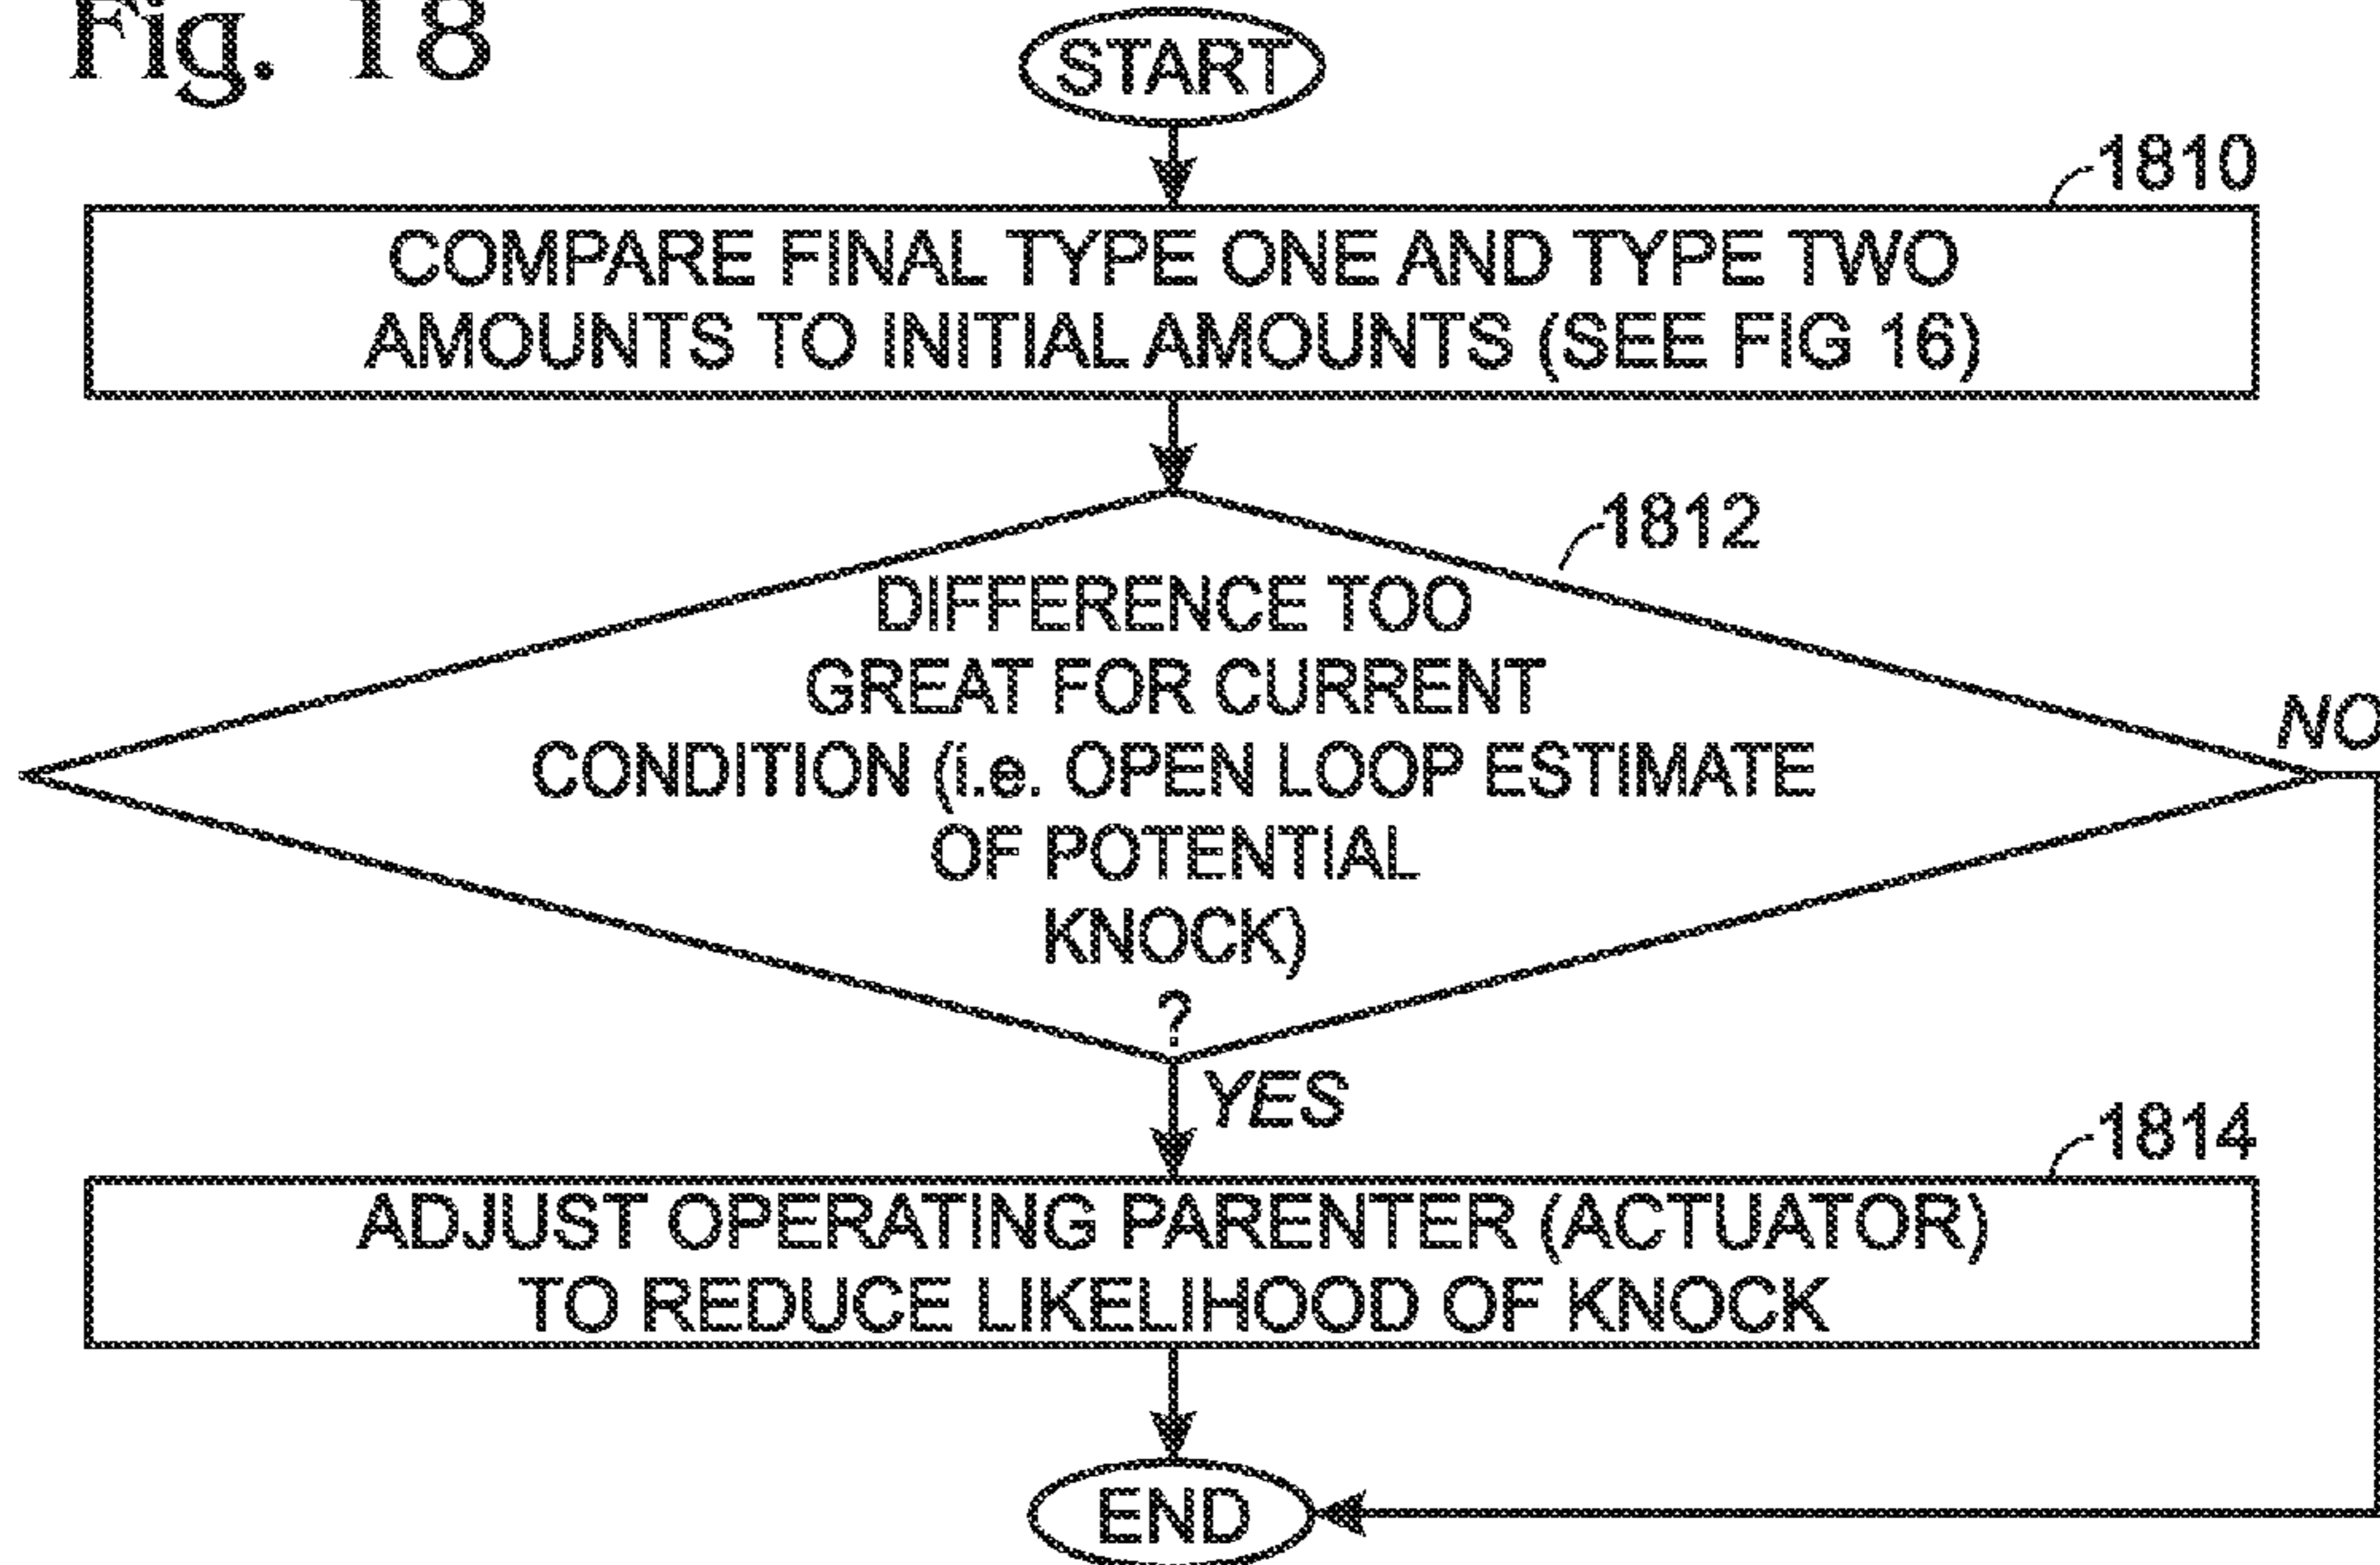 Fig. 18
START
1810
COMPARE FINAL TYPE ONE AND TYPE TWO
AMOUNTS TO INITIAL AMOUNTS (SEE FIG 16)
1812
DIFFERENCE TOO
GREAT FOR CURRENT
CONDITION (i.e. OPEN LOOP ESTIMATE
OF POTENTIAL
KNOCK)
?
NO
YES
1814
ADJUST OPERATING PARENTER (ACTUATOR)
TO REDUCE LIKELIHOOD OF KNOCK
END